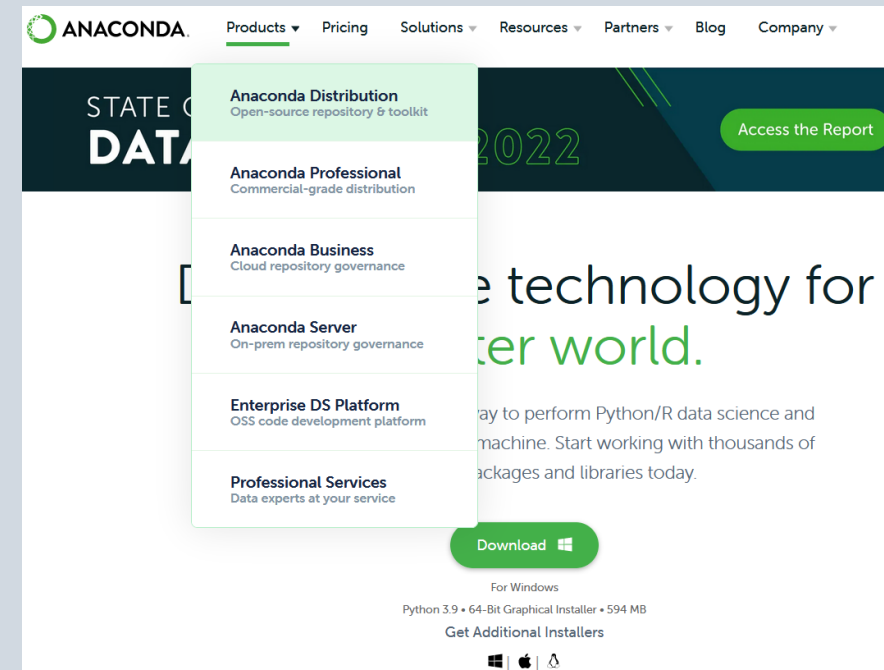 ANACONDA.
Products Pricing Solutions Resources Partners Blog Company
STATE
DATA
2022
Access the Report
Anaconda Distribution
Open-source repository & toolkit
Anaconda Professional
Commercial-grade distribution
Anaconda Business
Cloud repository governance
Anaconda Server
On-prem repository governance
Enterprise DS Platform
OSS code development platform
Professional Services
Data experts at your service
technology for
world.
to perform Python/R data science and
machine. Start working with thousands of
packages and libraries today.
Download
For Windows
Python 3.9 • 64-Bit Graphical Installer • 594 MB
Get Additional Installers